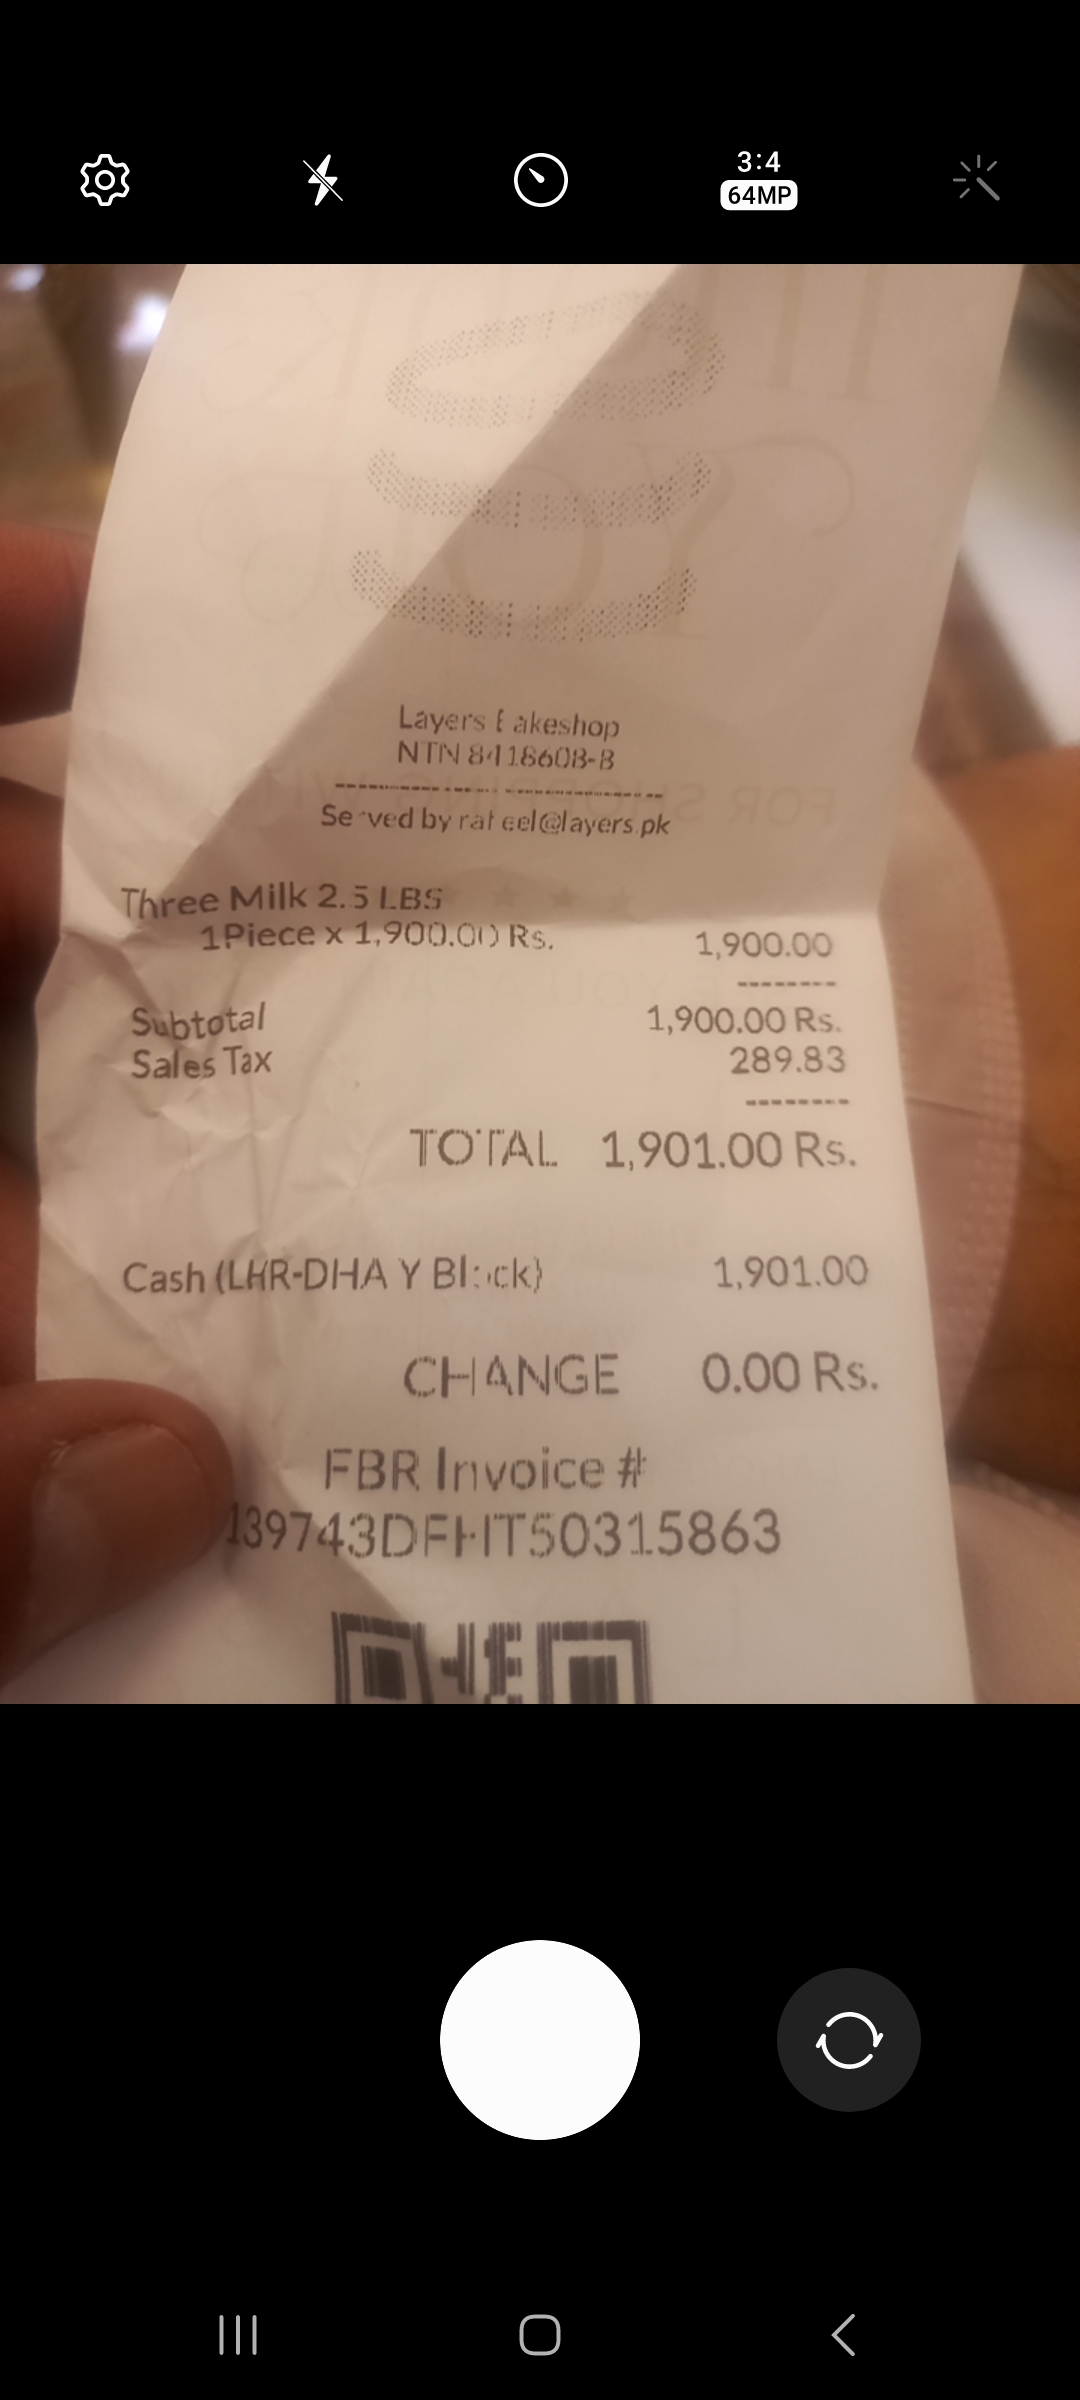 3:4
64MP
Layers Bakeshop
NTN 8418608-B
Served by raheel@layers.pk
Three Milk 2.5 LBS
1Piece x 1,900.00 Rs. 1,900.00
Subtotal 1,900.00 Rs.
Sales Tax 289.83
TOTAL 1,901.00 Rs.
Cash (LHR-DHA Y Block) 1,901.00
CHANGE 0.00 Rs.
FBR Invoice #
139743DFHT50315863